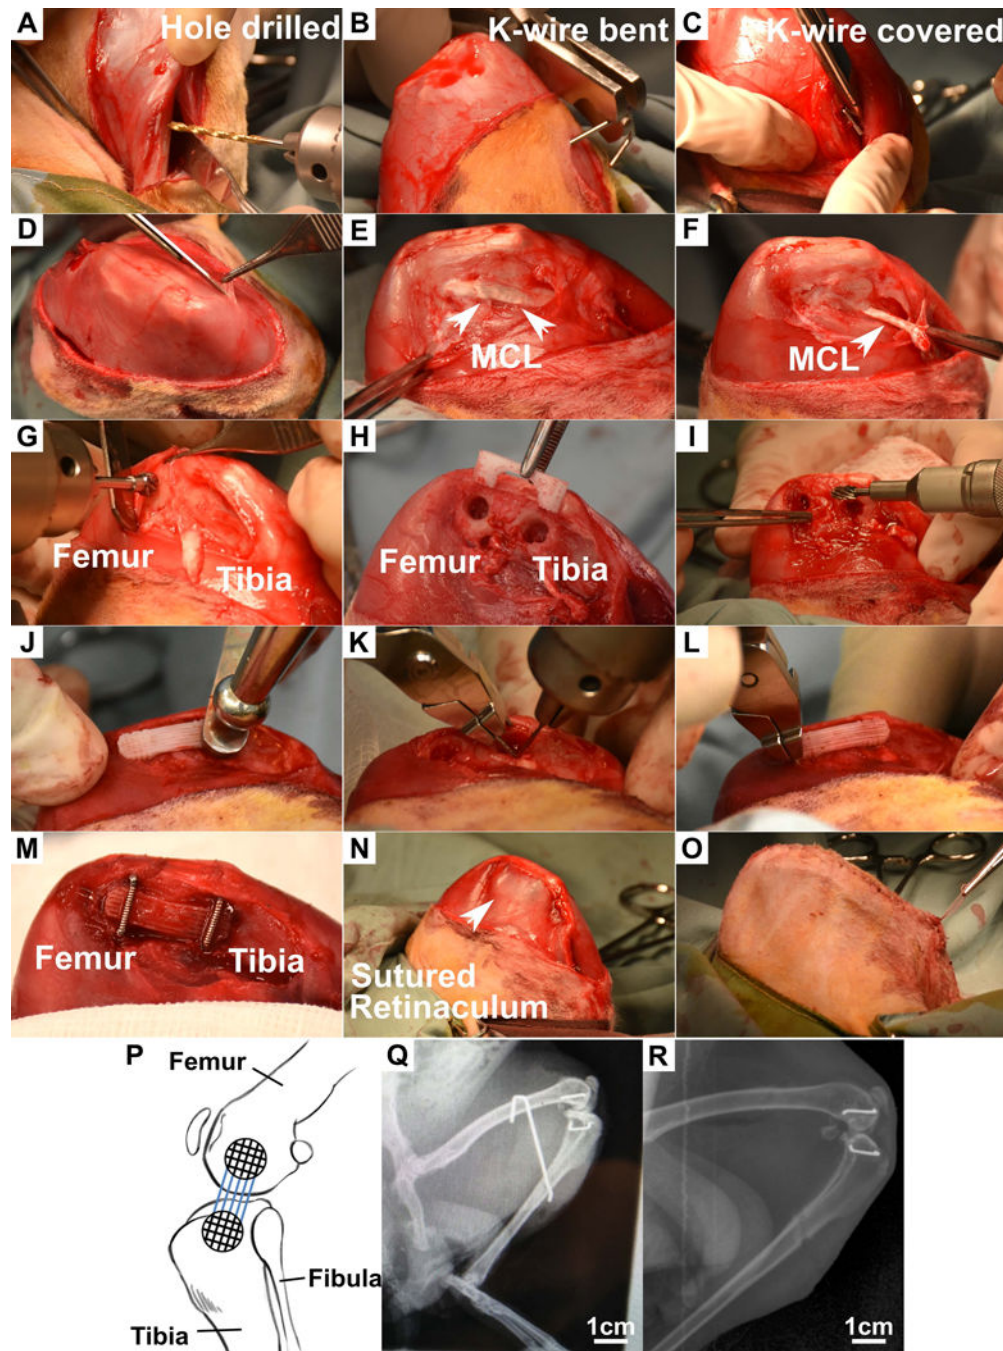 A
Hole drilled
B
K-wire bent
C
K-wire covered
D
E
MCL
F
MCL
G
Femur
Tibia
H
Femur
Tibia
I
J
K
L
M
Femur
Tibia
N
Sutured
Retinaculum
O
P
Femur
Fibula
Tibia
Q
1cm
R
1cm